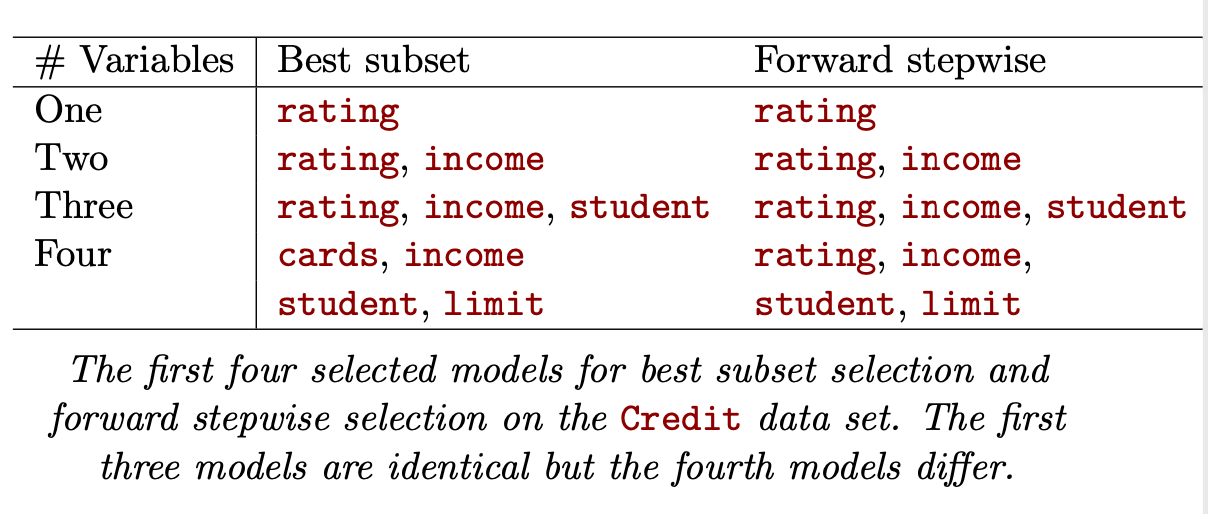 # Variables Best subset Forward stepwise
One rating rating
Two rating, income rating, income
Three rating, income, student rating, income, student
Four cards, income rating, income,
student, limit student, limit
The first four selected models for best subset selection and
forward stepwise selection on the Credit data set. The first
three models are identical but the fourth models differ.